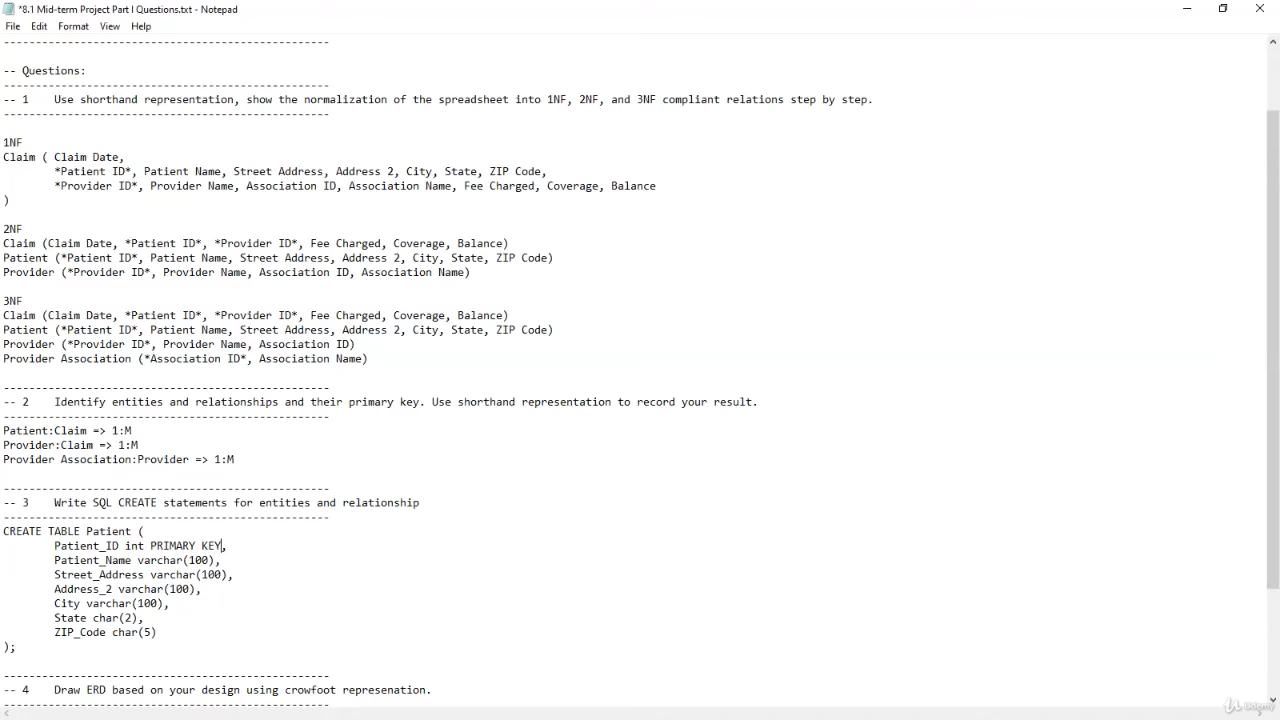 *8.1 Mid-term Project Part I Questions.txt - Notepad
File Edit Format View Help
---------------------------------------------------
-- Questions:
---------------------------------------------------
-- 1 Use shorthand representation, show the normalization of the spreadsheet into 1NF, 2NF, and 3NF compliant relations step by step.
---------------------------------------------------
1NF
Claim ( Claim Date,
*Patient ID*, Patient Name, Street Address, Address 2, City, State, ZIP Code,
*Provider ID*, Provider Name, Association ID, Association Name, Fee Charged, Coverage, Balance
)
2NF
Claim (Claim Date, *Patient ID*, *Provider ID*, Fee Charged, Coverage, Balance)
Patient (*Patient ID*, Patient Name, Street Address, Address 2, City, State, ZIP Code)
Provider (*Provider ID*, Provider Name, Association ID, Association Name)
3NF
Claim (Claim Date, *Patient ID*, *Provider ID*, Fee Charged, Coverage, Balance)
Patient (*Patient ID*, Patient Name, Street Address, Address 2, City, State, ZIP Code)
Provider (*Provider ID*, Provider Name, Association ID)
Provider Association (*Association ID*, Association Name)
---------------------------------------------------
-- 2 Identify entities and relationships and their primary key. Use shorthand representation to record your result.
---------------------------------------------------
Patient:Claim => 1:M
Provider:Claim => 1:M
Provider Association:Provider => 1:M
---------------------------------------------------
-- 3 Write SQL CREATE statements for entities and relationship
---------------------------------------------------
CREATE TABLE Patient (
Patient_ID int PRIMARY KEY,
Patient_Name varchar(100),
Street_Address varchar(100),
Address_2 varchar(100),
City varchar(100),
State char(2),
ZIP_Code char(5)
);
---------------------------------------------------
-- 4 Draw ERD based on your design using crowfoot represenation.
---------------------------------------------------
Udemy